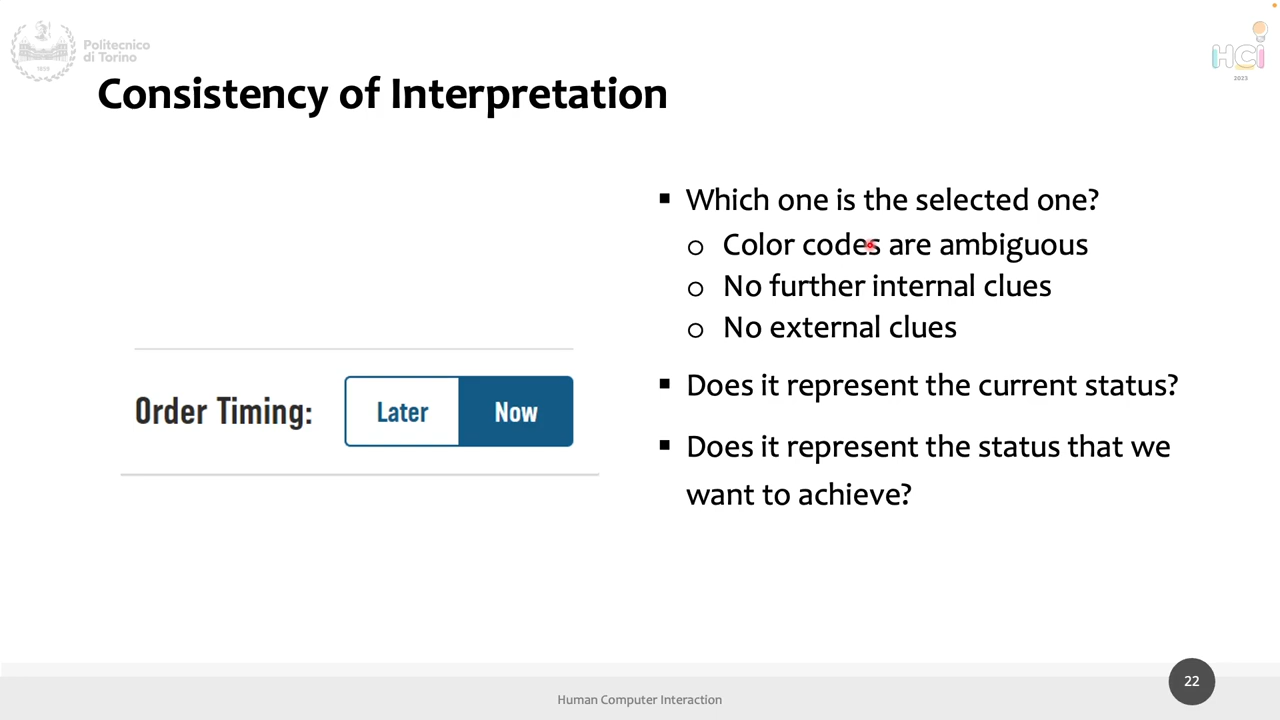 Politecnico
di Torino
1859
HCI
2023
Consistency of Interpretation
Which one is the selected one?
Color codes are ambiguous
No further internal clues
No external clues
Does it represent the current status?
Does it represent the status that we
want to achieve?
Order Timing:
Later
Now
Human Computer Interaction
22